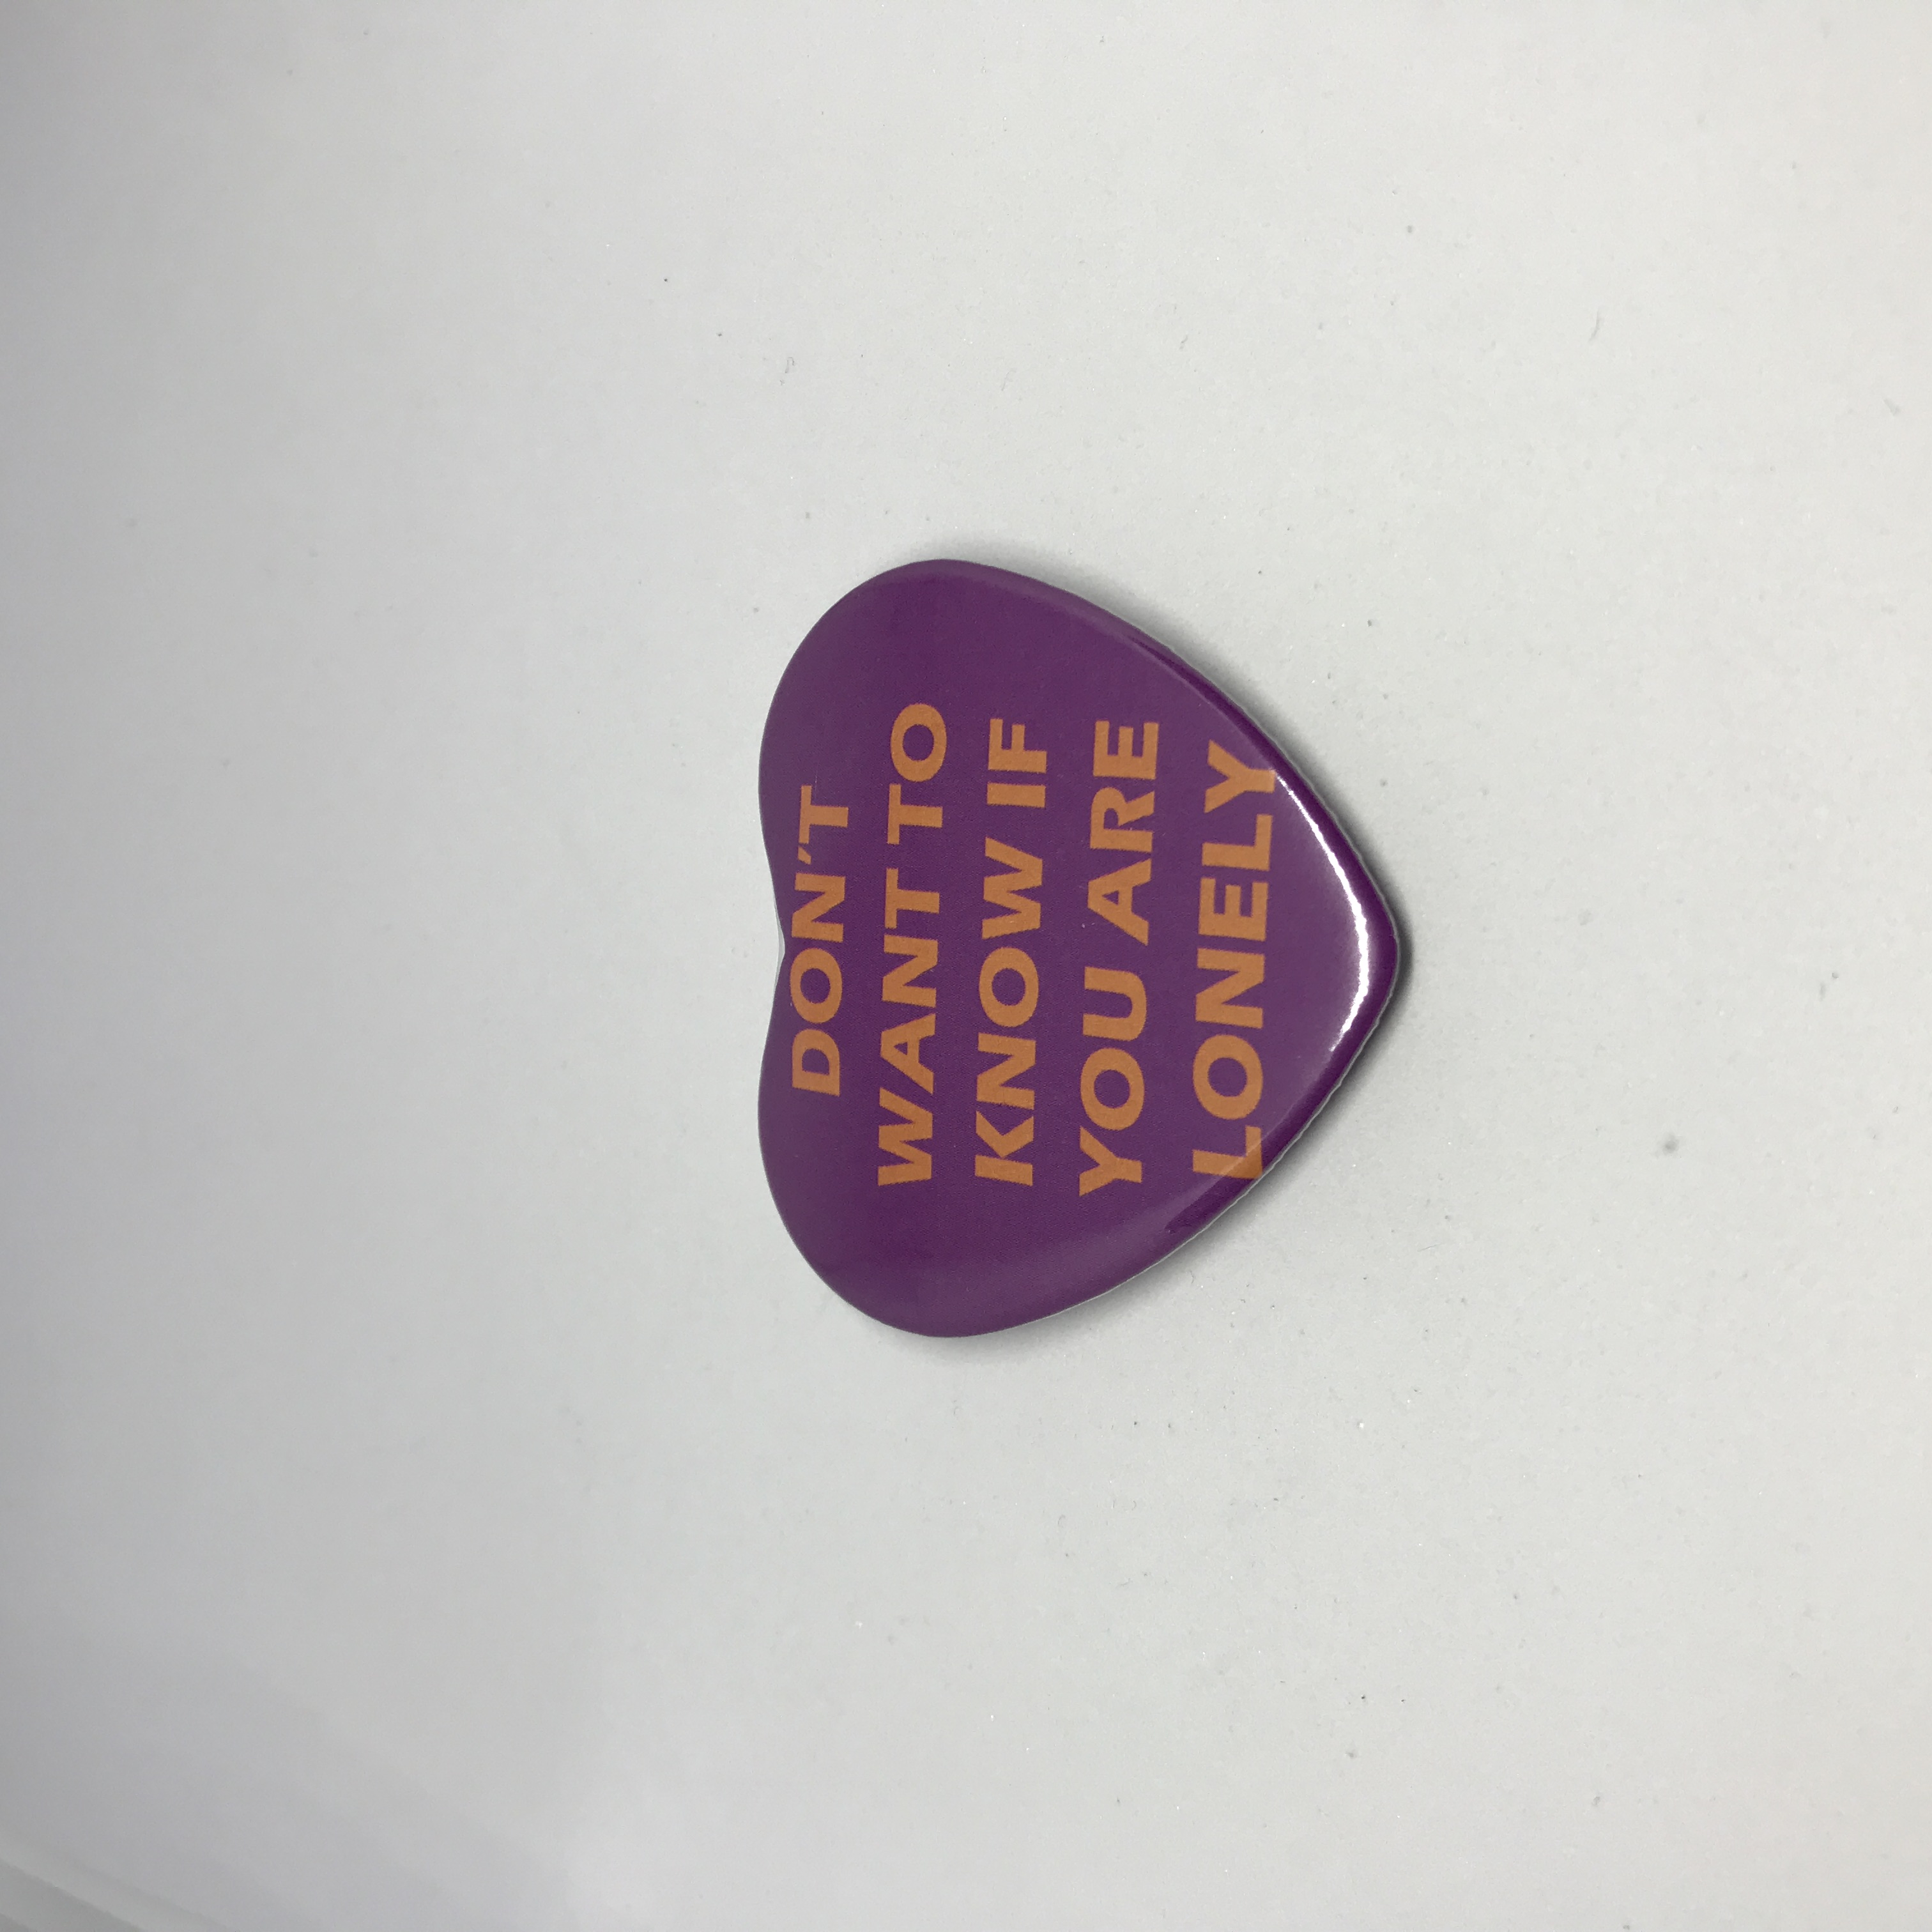 DON'T
WANT TO
KNOW IF
YOU ARE
LONELY